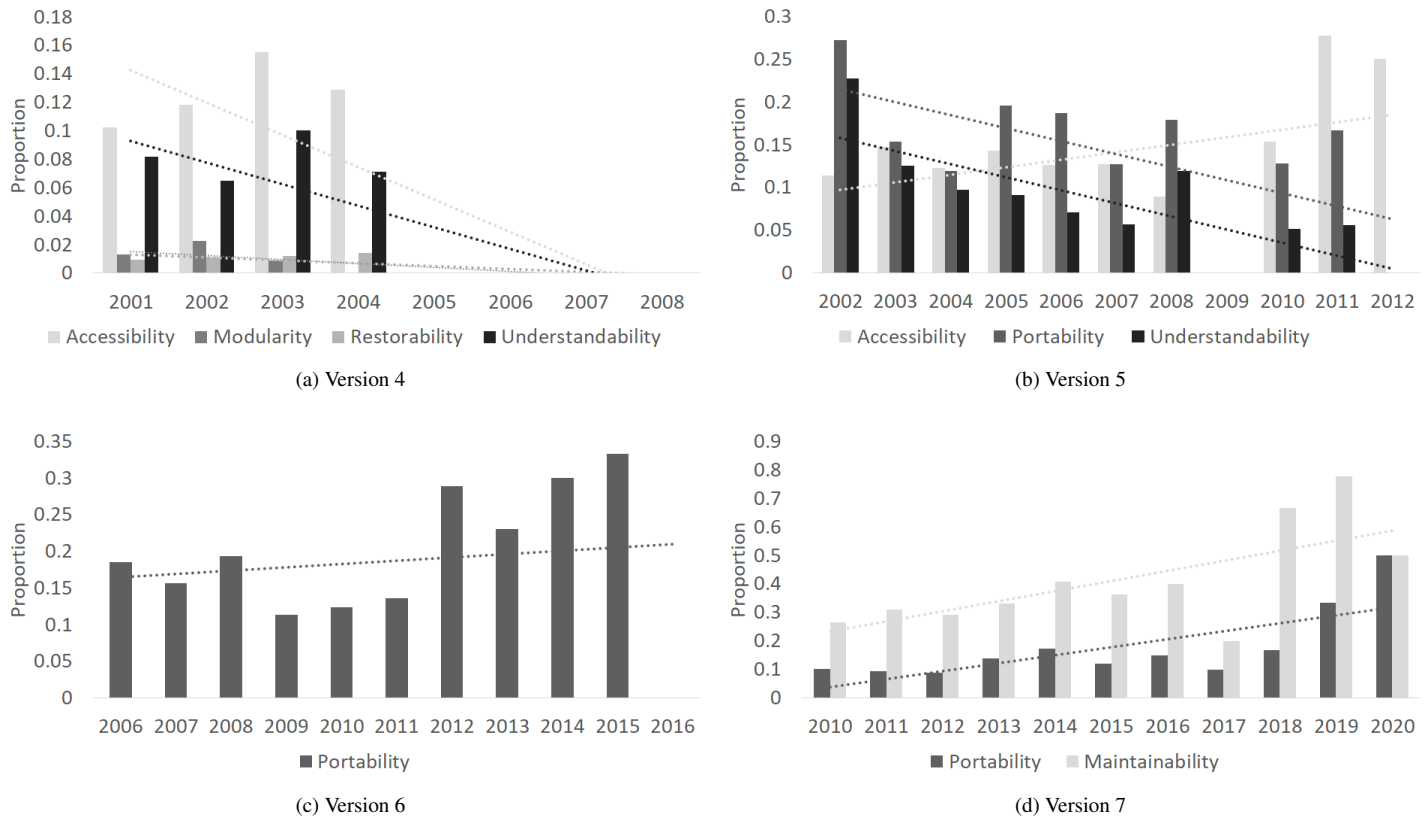 0.18
0.16
0.14
0.12
0.1
0.08
0.06
0.04
0.02
0
Proportion
2001 2002 2003 2004 2005 2006 2007 2008
Accessibility Modularity Restorability Understandability
(a) Version 4
0.3
0.25
0.2
0.15
0.1
0.05
0
Proportion
2002 2003 2004 2005 2006 2007 2008 2009 2010 2011 2012
Accessibility Portability Understandability
(b) Version 5
0.35
0.3
0.25
0.2
0.15
0.1
0.05
0
Proportion
2006 2007 2008 2009 2010 2011 2012 2013 2014 2015 2016
Portability
(c) Version 6
0.9
0.8
0.7
0.6
0.5
0.4
0.3
0.2
0.1
0
Proportion
2010 2011 2012 2013 2014 2015 2016 2017 2018 2019 2020
Portability Maintainability
(d) Version 7